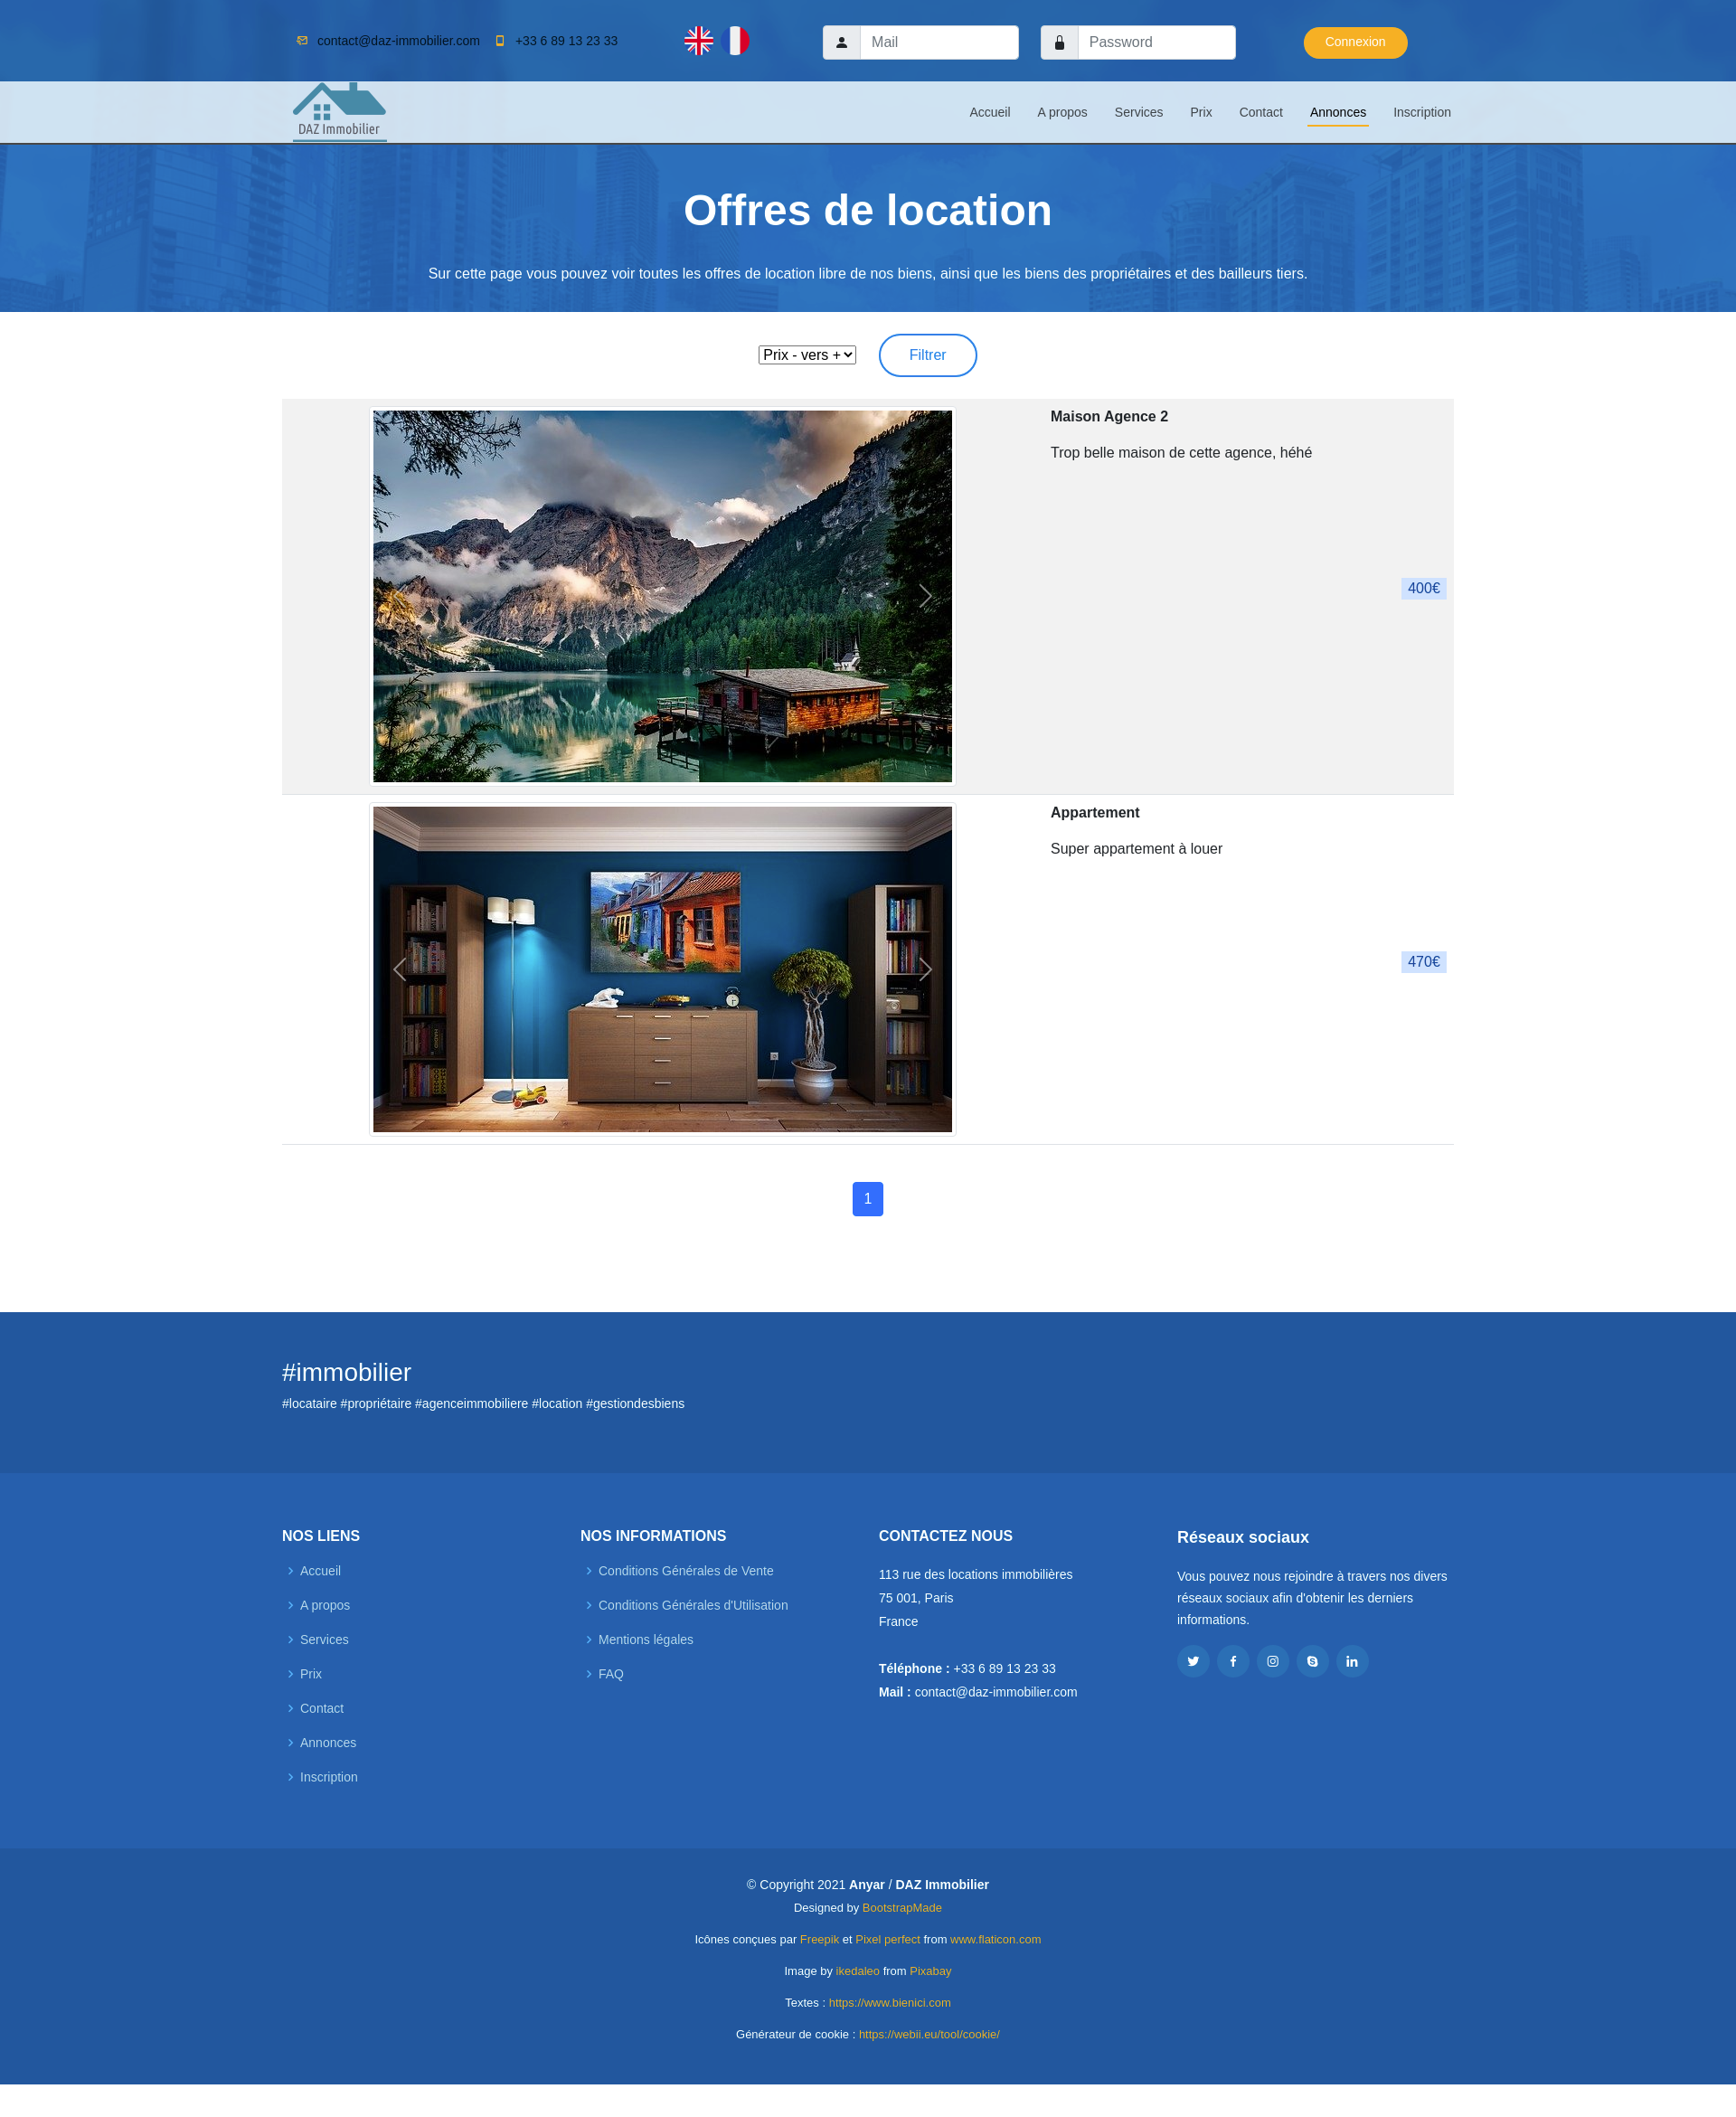 contact@daz-immobilier.com +33 6 89 13 23 33 Mail Password Connexion
DAZ Immobilier
Accueil A propos Services Prix Contact Annonces Inscription
Offres de location
Sur cette page vous pouvez voir toutes les offres de location libre de nos biens, ainsi que les biens des propriétaires et des bailleurs tiers.
Prix - vers + Filtrer
Maison Agence 2
Trop belle maison de cette agence, héhé
400€
Appartement
Super appartement à louer
470€
1
#immobilier
#locataire #propriétaire #agenceimmobiliere #location #gestiondesbiens
NOS LIENS
Accueil
A propos
Services
Prix
Contact
Annonces
Inscription
NOS INFORMATIONS
Conditions Générales de Vente
Conditions Générales d'Utilisation
Mentions légales
FAQ
CONTACTEZ NOUS
113 rue des locations immobilières
75 001, Paris
France
Téléphone : +33 6 89 13 23 33
Mail : contact@daz-immobilier.com
Réseaux sociaux
Vous pouvez nous rejoindre à travers nos divers
réseaux sociaux afin d'obtenir les derniers
informations.
© Copyright 2021 Anyar / DAZ Immobilier
Designed by BootstrapMade
Icônes conçues par Freepik et Pixel perfect from www.flaticon.com
Image by ikedaleo from Pixabay
Textes : https://www.bienici.com
Générateur de cookie : https://webii.eu/tool/cookie/